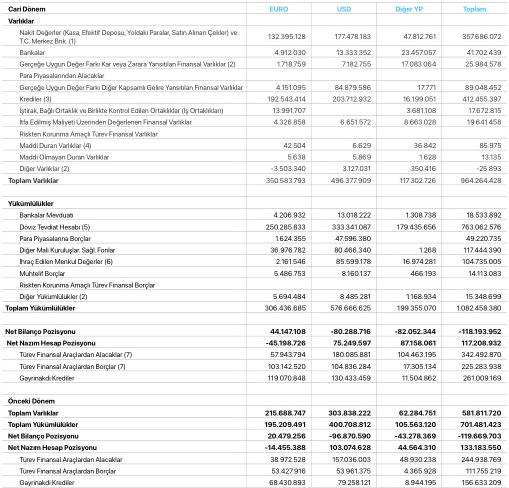 Cari Dönem EURO USD Diğer YP Toplam
Varlıklar
Nakit Değerler (Kasa, Efektif Deposu, Yoldaki Paralar, Satın Alınan Çekler) ve
T.C. Merkez Bnk. (1) 132.395.128 177.478.183 47.812.761 357.686.072
Bankalar 4.912.030 13.333.352 23.457.057 41.702.439
Gerçeğe Uygun Değer Farkı Kar veya Zarara Yansıtılan Finansal Varlıklar (2) 1.718.759 7.182.755 17.083.064 25.984.578
Para Piyasalarından Alacaklar
Gerçeğe Uygun Değer Farkı Diğer Kapsamlı Gelire Yansıtılan Finansal Varlıklar 4.151.095 84.879.586 17.771 89.048.452
Krediler (3) 192.543.414 203.712.932 16.199.051 412.455.397
İştirak, Bağlı Ortaklık ve Birlikte Kontrol Edilen Ortaklıklar (İş Ortaklıkları) 13.991.707 3.681.108 17.672.815
İtfa Edilmiş Maliyeti Üzerinden Değerlenen Finansal Varlıklar 4.326.858 6.651.572 8.663.028 19.641.458
Riskten Korunma Amaçlı Türev Finansal Varlıklar
Maddi Duran Varlıklar (4) 42.504 6.629 36.842 85.975
Maddi Olmayan Duran Varlıklar 5.638 5.869 1.628 13.135
Diğer Varlıklar (2) -3.503.340 3.127.031 350.416 -25.893
Toplam Varlıklar 350.583.793 496.377.909 117.302.726 964.264.428
Yükümlülükler
Bankalar Mevduatı 4.206.932 13.018.222 1.308.738 18.533.892
Döviz Tevdiat Hesabı (5) 250.285.833 333.341.087 179.435.656 763.062.576
Para Piyasalarına Borçlar 1.624.355 47.596.380 49.220.735
Diğer Mali Kuruluşlar. Sağl. Fonlar 36.976.782 80.466.340 1.268 117.444.390
İhraç Edilen Menkul Değerler (6) 2.161.546 85.599.178 16.974.281 104.735.005
Muhtelif Borçlar 5.486.753 8.160.137 466.193 14.113.083
Riskten Korunma Amaçlı Türev Finansal Borçlar
Diğer Yükümlülükler (2) 5.694.484 8.485.281 1.168.934 15.348.699
Toplam Yükümlülükler 306.436.685 576.666.625 199.355.070 1.082.458.380
Net Bilanço Pozisyonu 44.147.108 -80.288.716 -82.052.344 -118.193.952
Net Nazım Hesap Pozisyonu -45.198.726 75.249.597 87.158.061 117.208.932
Türev Finansal Araçlardan Alacaklar (7) 57.943.794 180.085.881 104.463.195 342.492.870
Türev Finansal Araçlardan Borçlar (7) 103.142.520 104.836.284 17.305.134 225.283.938
Gayrinakdi Krediler 119.070.848 130.433.459 11.504.862 261.009.169
Önceki Dönem
Toplam Varlıklar 215.688.747 303.838.222 62.284.751 581.811.720
Toplam Yükümlülükler 195.209.491 400.708.812 105.563.120 701.481.423
Net Bilanço Pozisyonu 20.479.256 -96.870.590 -43.278.369 -119.669.703
Net Nazım Hesap Pozisyonu -14.455.388 103.074.628 44.564.310 133.183.550
Türev Finansal Araçlardan Alacaklar 38.972.528 157.036.003 48.930.238 244.938.769
Türev Finansal Araçlardan Borçlar 53.427.916 53.961.375 4.365.928 111.755.219
Gayrinakdi Krediler 68.430.893 79.258.121 8.944.195 156.633.209